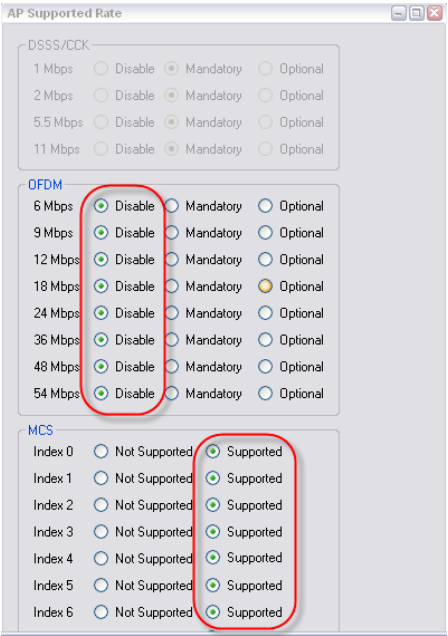 AP Supported Rate
DSSS/CCK
1 Mbps Disable Mandatory Optional
2 Mbps Disable Mandatory Optional
5.5 Mbps Disable Mandatory Optional
11 Mbps Disable Mandatory Optional
OFDM
6 Mbps Disable Mandatory Optional
9 Mbps Disable Mandatory Optional
12 Mbps Disable Mandatory Optional
18 Mbps Disable Mandatory Optional
24 Mbps Disable Mandatory Optional
36 Mbps Disable Mandatory Optional
48 Mbps Disable Mandatory Optional
54 Mbps Disable Mandatory Optional
MCS
Index 0 Not Supported Supported
Index 1 Not Supported Supported
Index 2 Not Supported Supported
Index 3 Not Supported Supported
Index 4 Not Supported Supported
Index 5 Not Supported Supported
Index 6 Not Supported Supported